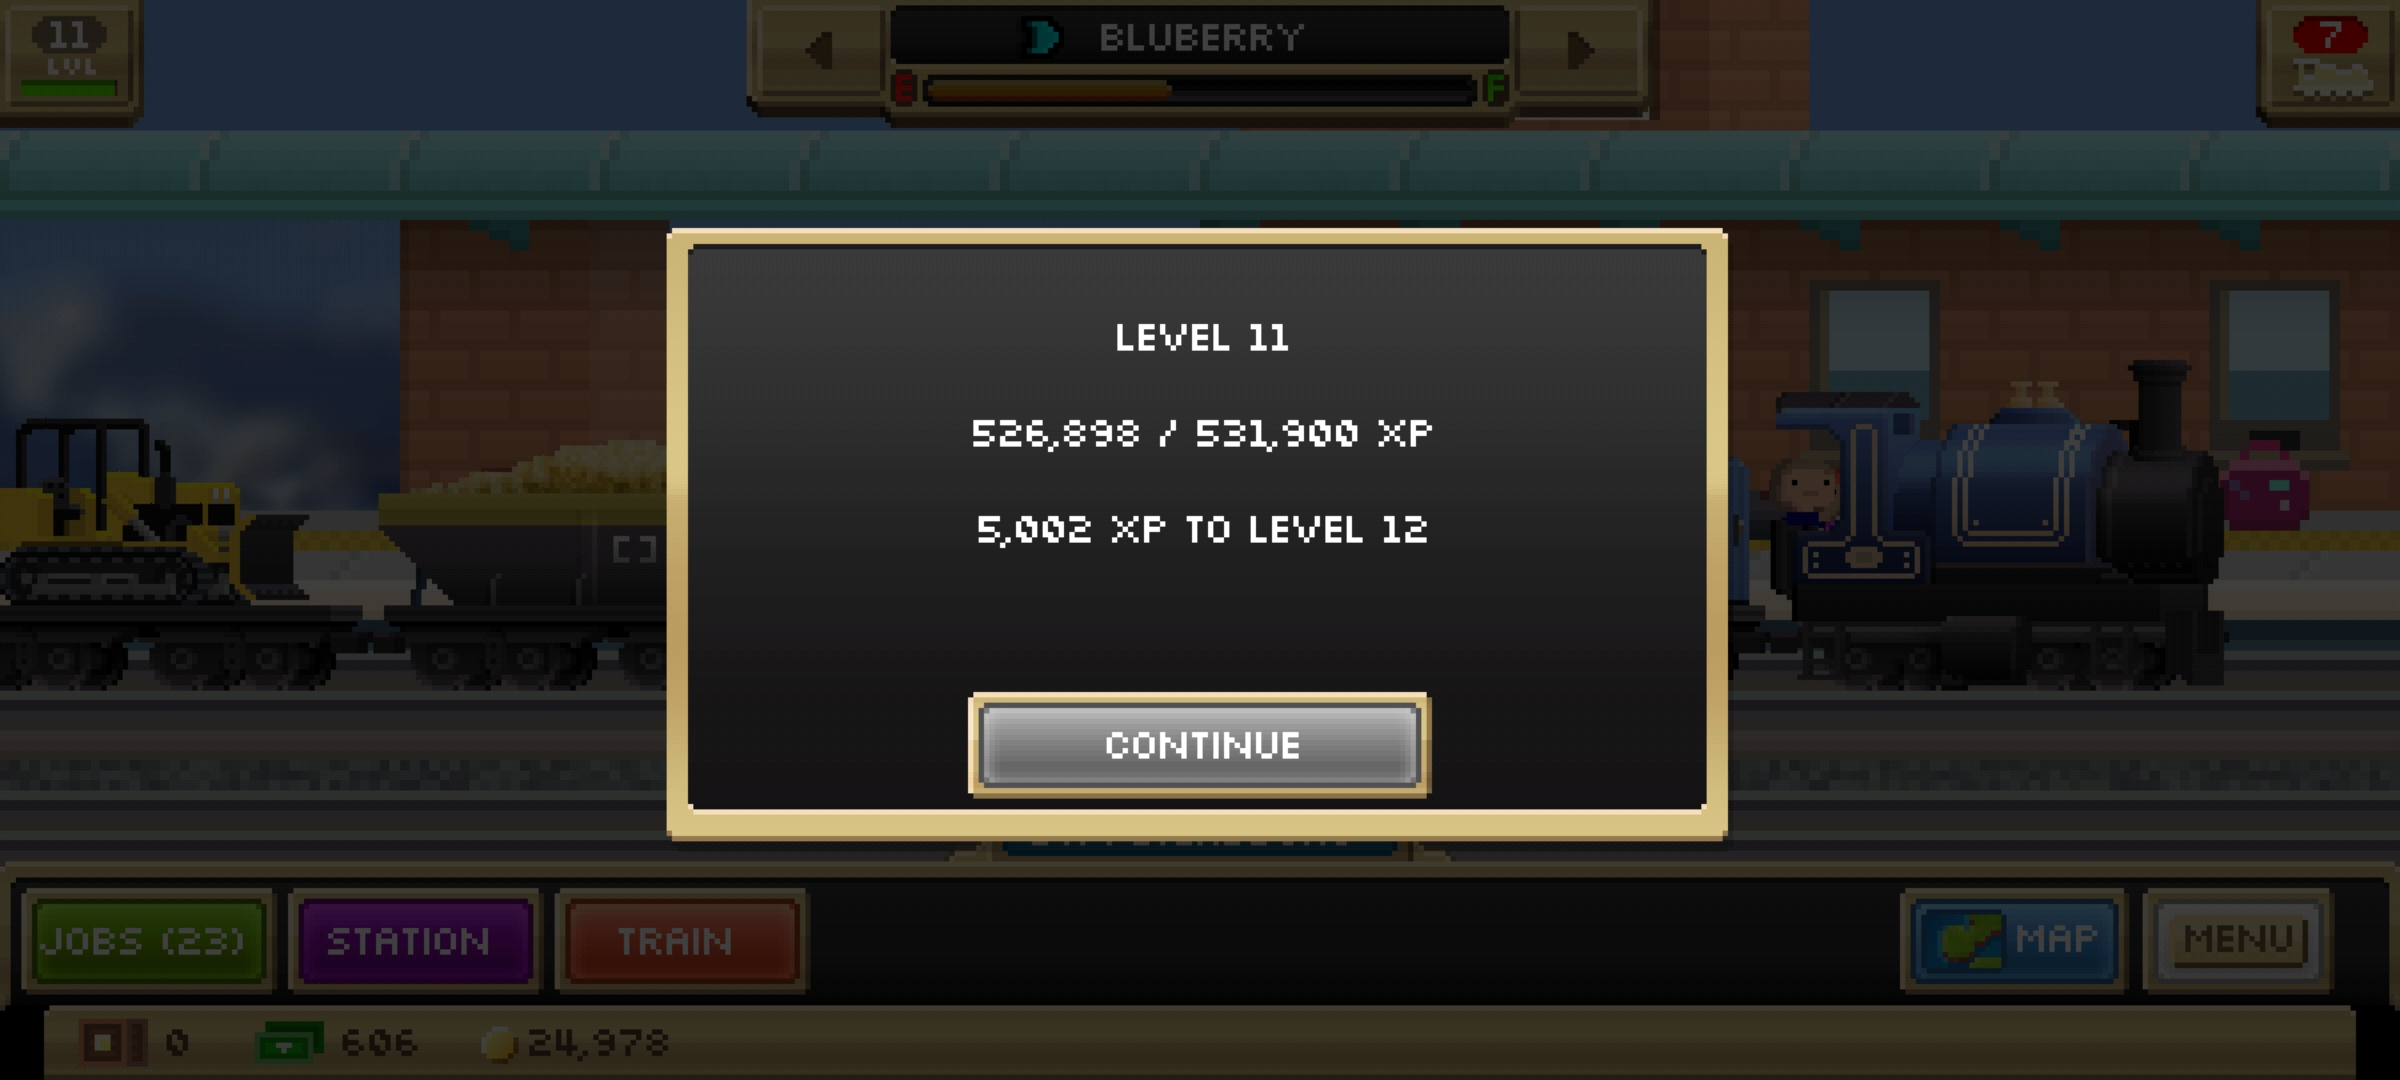 11
LVL
BLUBERRY
E
F
7
LEVEL 11
526,898 / 531,900 XP
5,002 XP TO LEVEL 12
CONTINUE
JOBS (23)
STATION
TRAIN
MAP
MENU
0
606
24,978